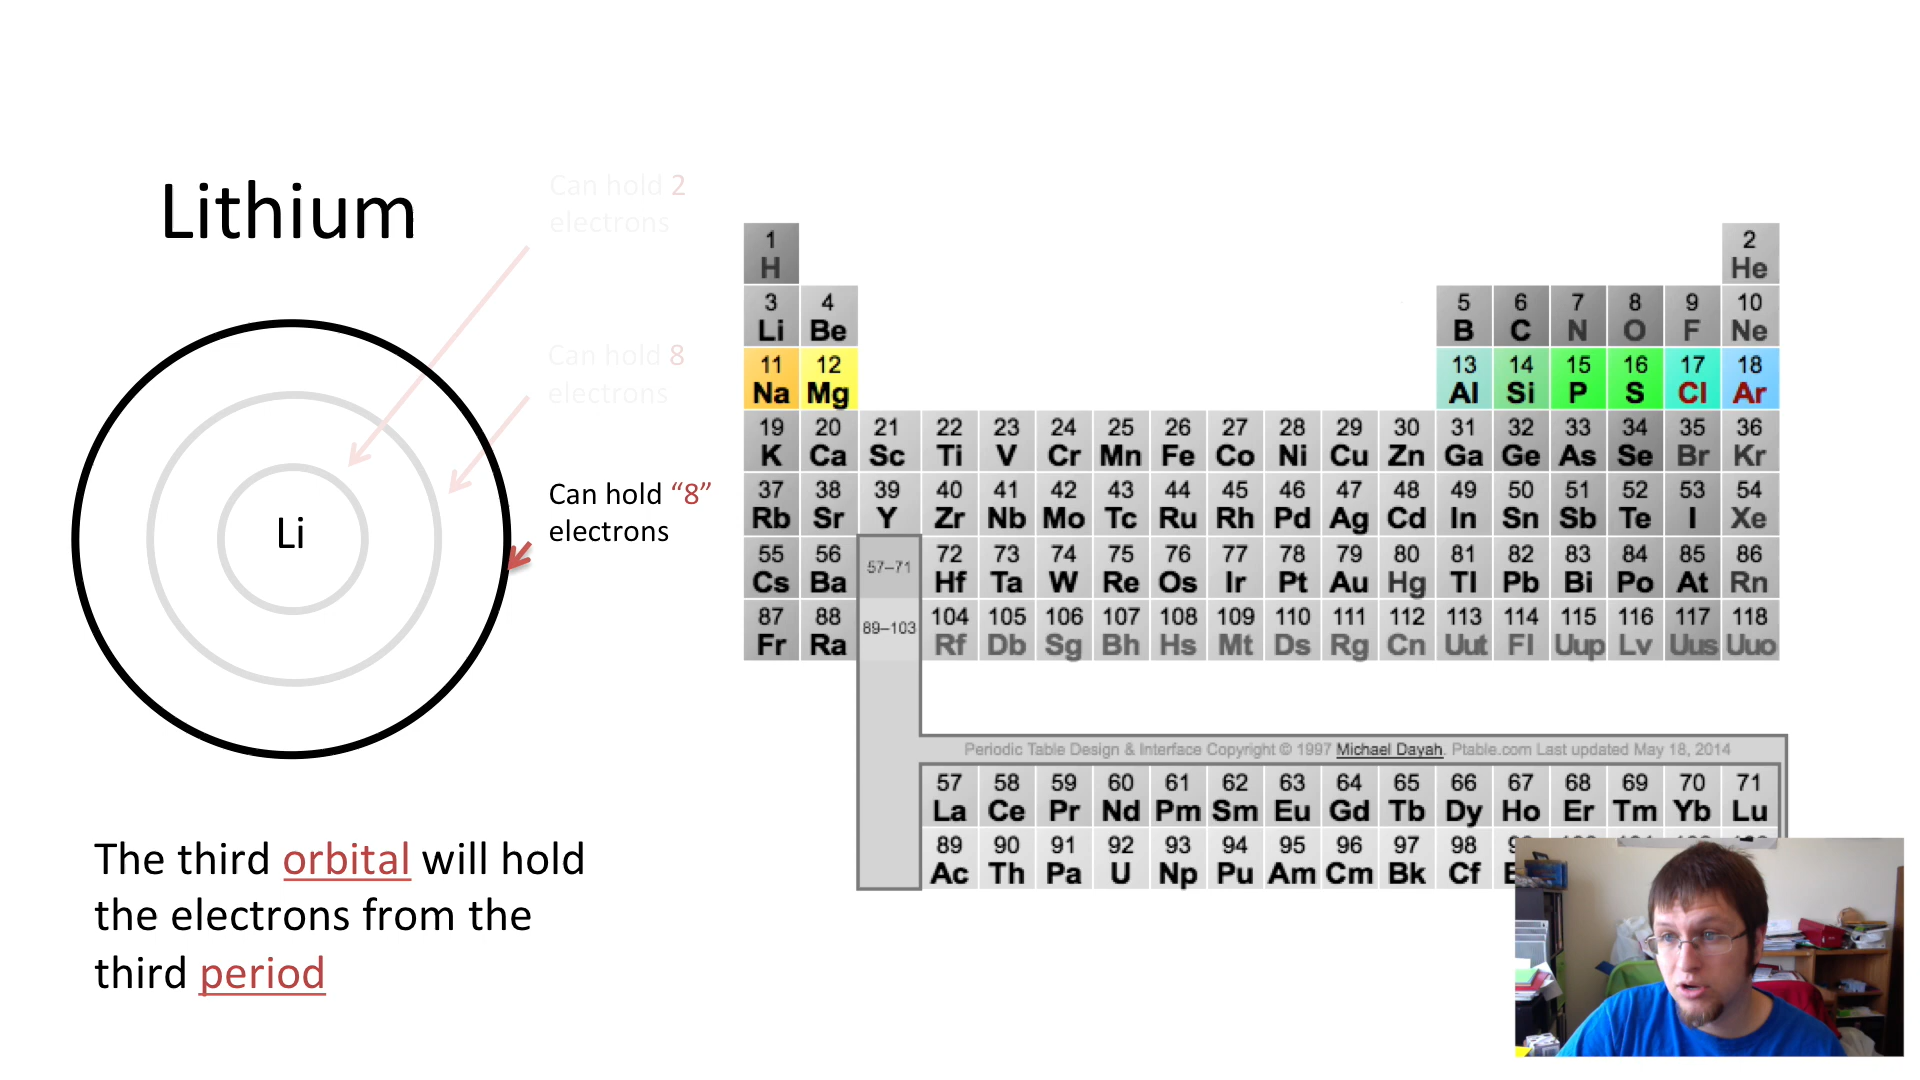 Lithium
Can hold 2
electrons
Can hold 8
electrons
Can hold “8”
electrons
Li
The third orbital will hold
the electrons from the
third period
1 2
H He
3 4 5 6 7 8 9 10
Li Be B C N O F Ne
11 12 13 14 15 16 17 18
Na Mg Al Si P S Cl Ar
19 20 21 22 23 24 25 26 27 28 29 30 31 32 33 34 35 36
K Ca Sc Ti V Cr Mn Fe Co Ni Cu Zn Ga Ge As Se Br Kr
37 38 39 40 41 42 43 44 45 46 47 48 49 50 51 52 53 54
Rb Sr Y Zr Nb Mo Tc Ru Rh Pd Ag Cd In Sn Sb Te I Xe
55 56 57–71 72 73 74 75 76 77 78 79 80 81 82 83 84 85 86
Cs Ba Hf Ta W Re Os Ir Pt Au Hg Tl Pb Bi Po At Rn
87 88 89–103 104 105 106 107 108 109 110 111 112 113 114 115 116 117 118
Fr Ra Rf Db Sg Bh Hs Mt Ds Rg Cn Uut Fl Uup Lv Uus Uuo
Periodic Table Design & Interface Copyright © 1997 Michael Dayah. Ptable.com Last updated May 18, 2014
57 58 59 60 61 62 63 64 65 66 67 68 69 70 71
La Ce Pr Nd Pm Sm Eu Gd Tb Dy Ho Er Tm Yb Lu
89 90 91 92 93 94 95 96 97 98
Ac Th Pa U Np Pu Am Cm Bk Cf